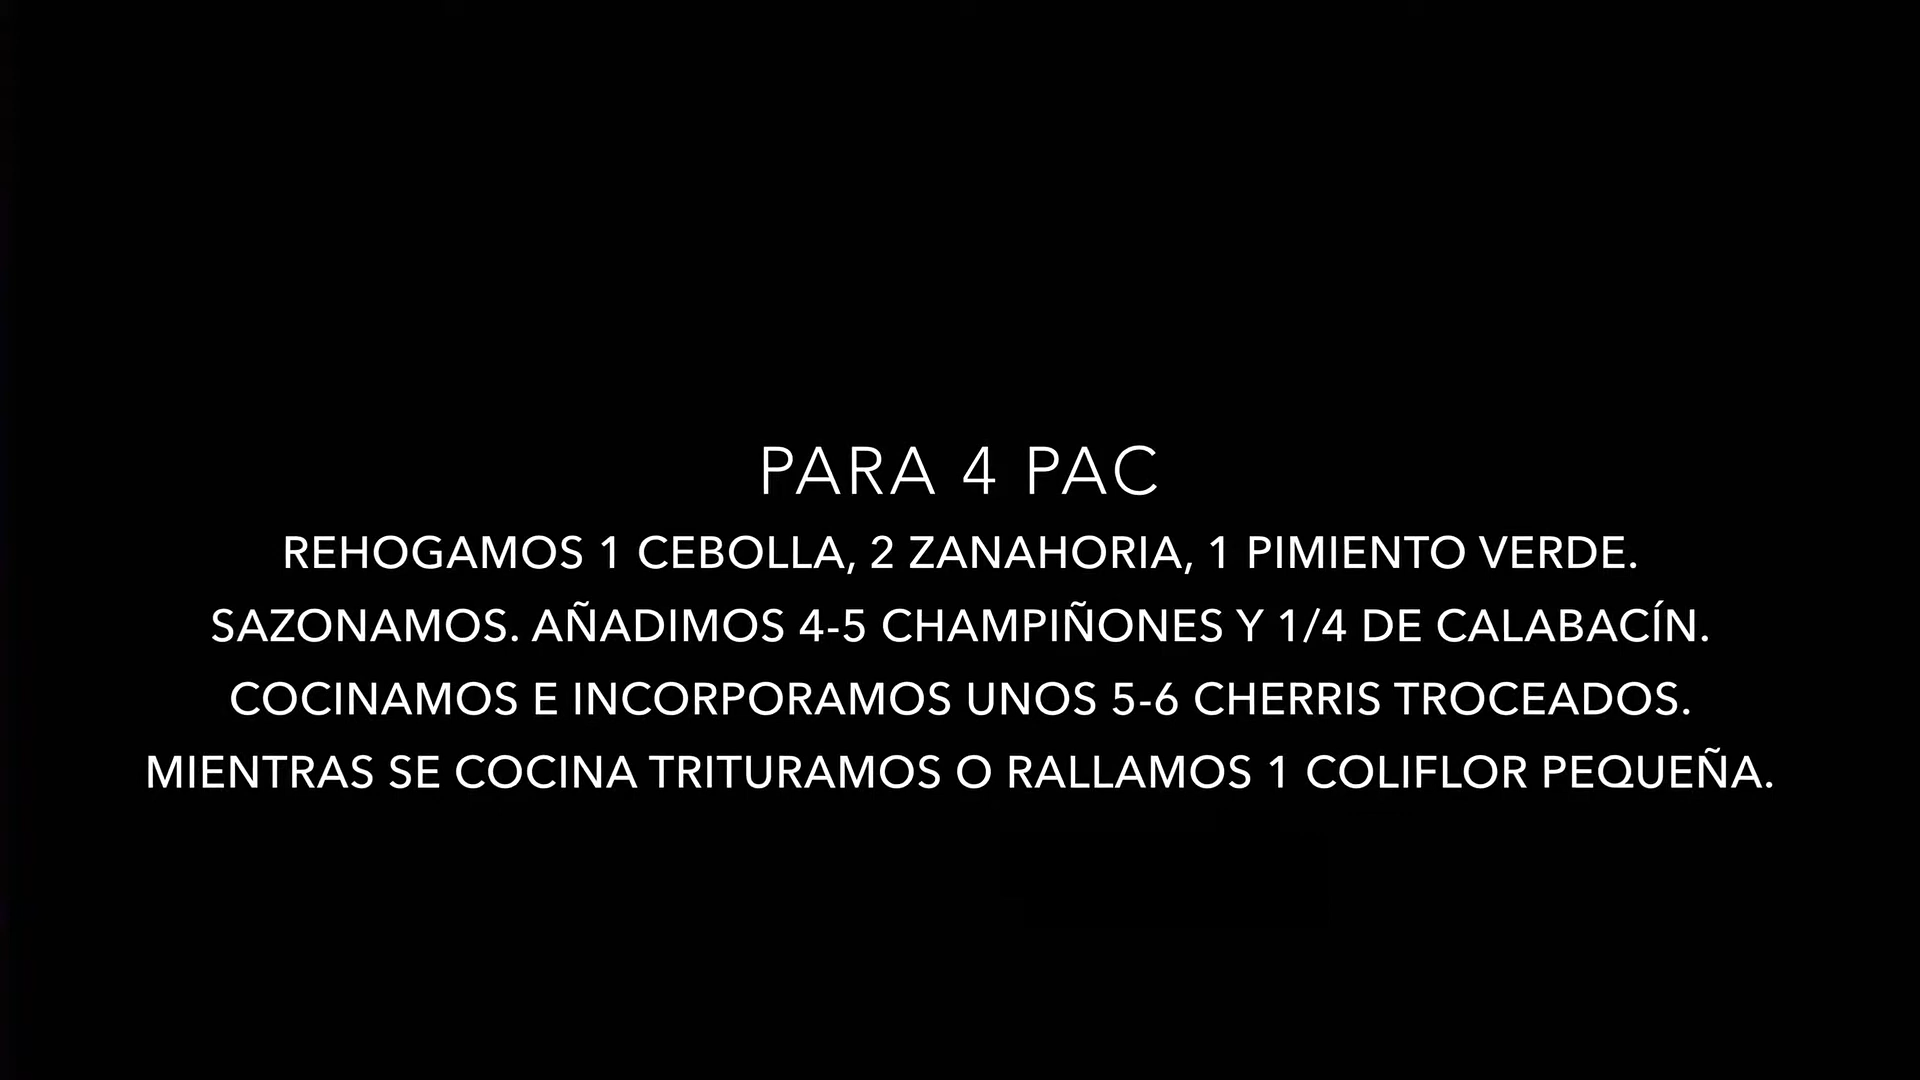 PARA 4 PAC
REHOGAMOS 1 CEBOLLA, 2 ZANAHORIA, 1 PIMIENTO VERDE.
SAZONAMOS. AÑADIMOS 4-5 CHAMPIÑONES Y 1/4 DE CALABACÍN.
COCINAMOS E INCORPORAMOS UNOS 5-6 CHERRIS TROCEADOS.
MIENTRAS SE COCINA TRITURAMOS O RALLAMOS 1 COLIFLOR PEQUEÑA.